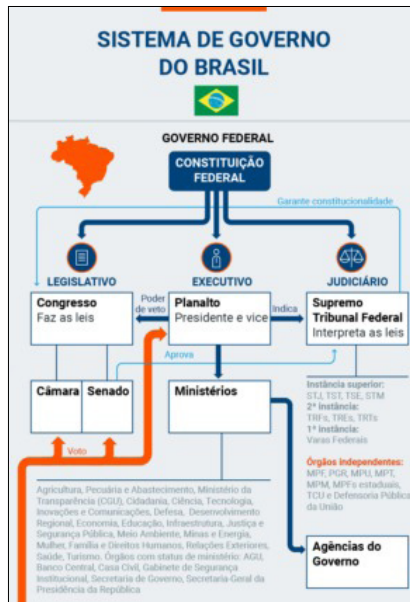 SISTEMA DE GOVERNO
DO BRASIL
GOVERNO FEDERAL
CONSTITUIÇÃO
FEDERAL
Garante constitucionalidade
LEGISLATIVO
EXECUTIVO
JUDICIÁRIO
Congresso
Faz as leis
Poder
de veto
Planalto
Presidente e vice
Indica
Supremo
Tribunal Federal
Interpreta as leis
Aprova
Câmara
Senado
Ministérios
Voto
Instância superior:
STJ, TST, TSE, STM
2ª instância:
TRFs, TREs, TRTs
1ª instância:
Varas Federais
Órgãos independentes:
MPF, PGR, MPU, MPT,
MPM, MPFs estaduais,
TCU e Defensoria Pública
da União
Agricultura, Pecuária e Abastecimento, Ministério da
Transparência (CGU), Cidadania, Ciência, Tecnologia,
Inovações e Comunicações, Defesa, Desenvolvimento
Regional, Economia, Educação, Infraestrutura, Justiça e
Segurança Pública, Meio Ambiente, Minas e Energia,
Mulher, Família e Direitos Humanos, Relações Exteriores,
Saúde, Turismo. Órgãos com status de ministério: AGU,
Banco Central, Casa Civil, Gabinete de Segurança
Institucional, Secretaria de Governo, Secretaria-Geral da
Presidência da República
Agências do
Governo